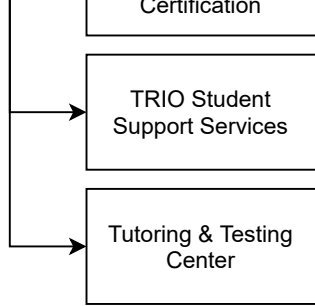 Certification
TRIO Student
Support Services
Tutoring & Testing
Center